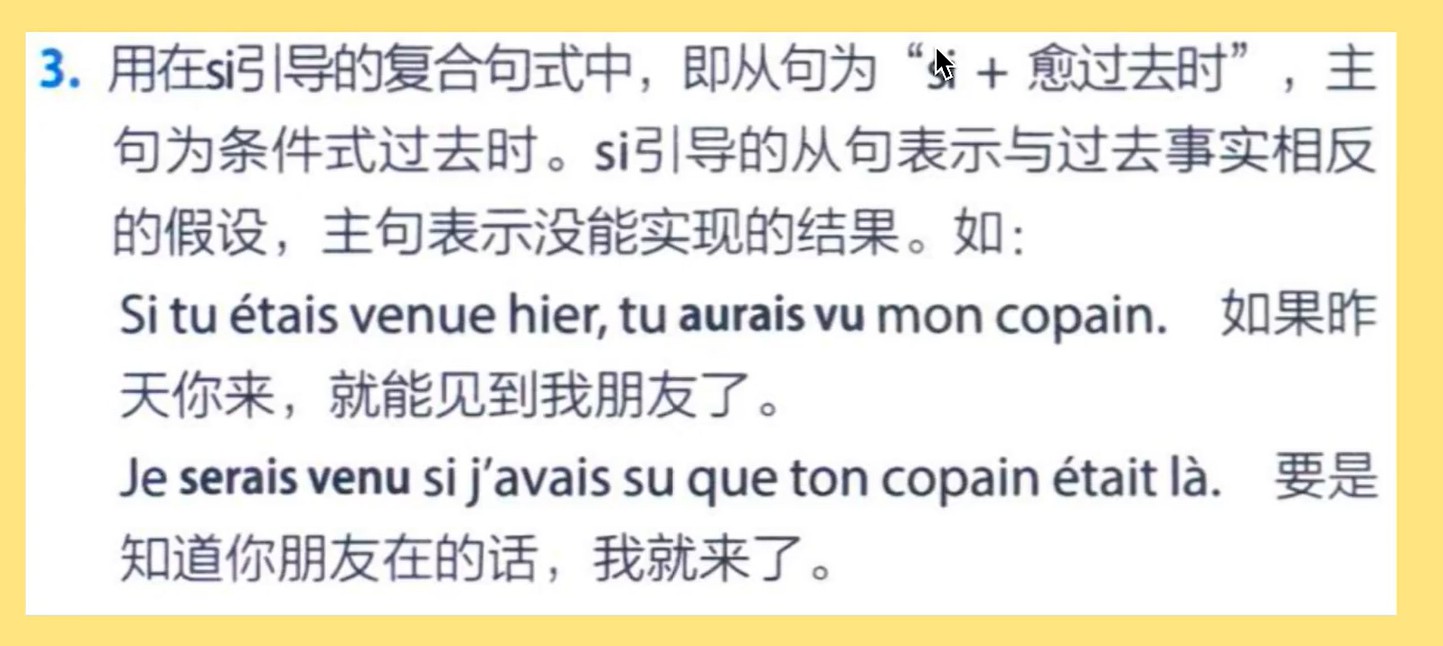 3. 用在si引导的复合句式中，即从句为“si + 愈过去时”，主
句为条件式过去时。si引导的从句表示与过去事实相反
的假设，主句表示没能实现的结果。如：
Si tu étais venue hier, tu aurais vu mon copain. 如果昨
天你来，就能见到我朋友了。
Je serais venu si j’avais su que ton copain était là. 要是
知道你朋友在的话，我就来了。